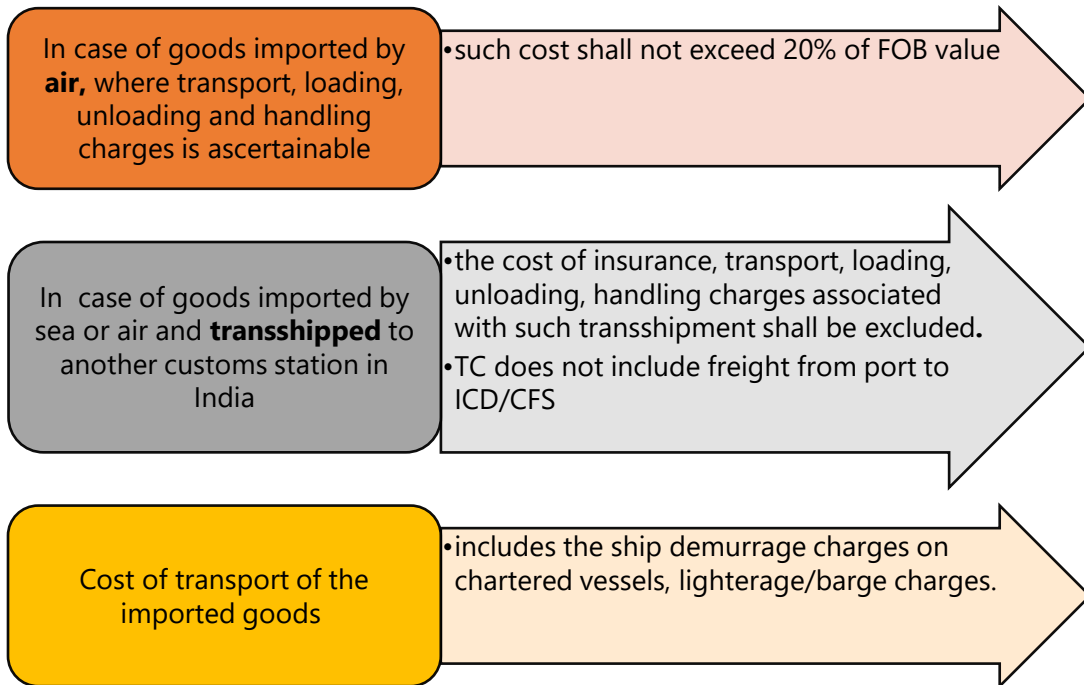 In case of goods imported by
air, where transport, loading,
unloading and handling
charges is ascertainable
•such cost shall not exceed 20% of FOB value
In case of goods imported by
sea or air and transshipped to
another customs station in
India
•the cost of insurance, transport, loading,
unloading, handling charges associated
with such transshipment shall be excluded.
•TC does not include freight from port to
ICD/CFS
Cost of transport of the
imported goods
•includes the ship demurrage charges on
chartered vessels, lighterage/barge charges.